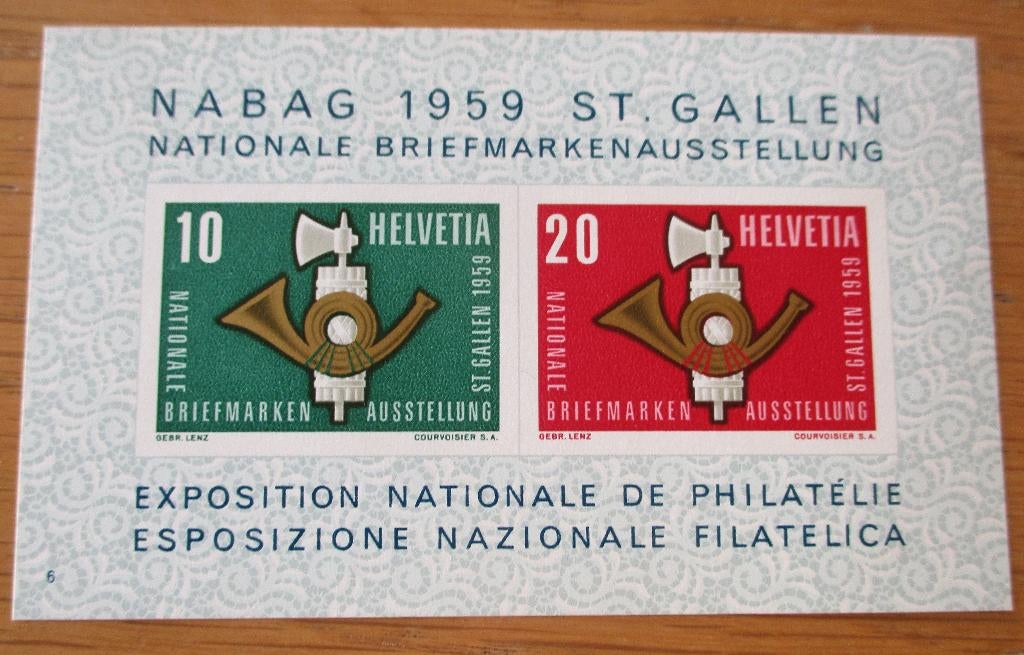 NABAG 1959 ST. GALLEN
NATIONALE BRIEFMARKENAUSSTELLUNG
10 HELVETIA
NATIONALE
BRIEFMARKEN AUSSTELLUNG
ST. GALLEN 1959
GEBR. LENZ COURVOISIER S.A.
20 HELVETIA
NATIONALE
BRIEFMARKEN AUSSTELLUNG
ST. GALLEN 1959
GEBR. LENZ COURVOISIER S.A.
EXPOSITION NATIONALE DE PHILATÉLIE
ESPOSIZIONE NAZIONALE FILATELICA
6